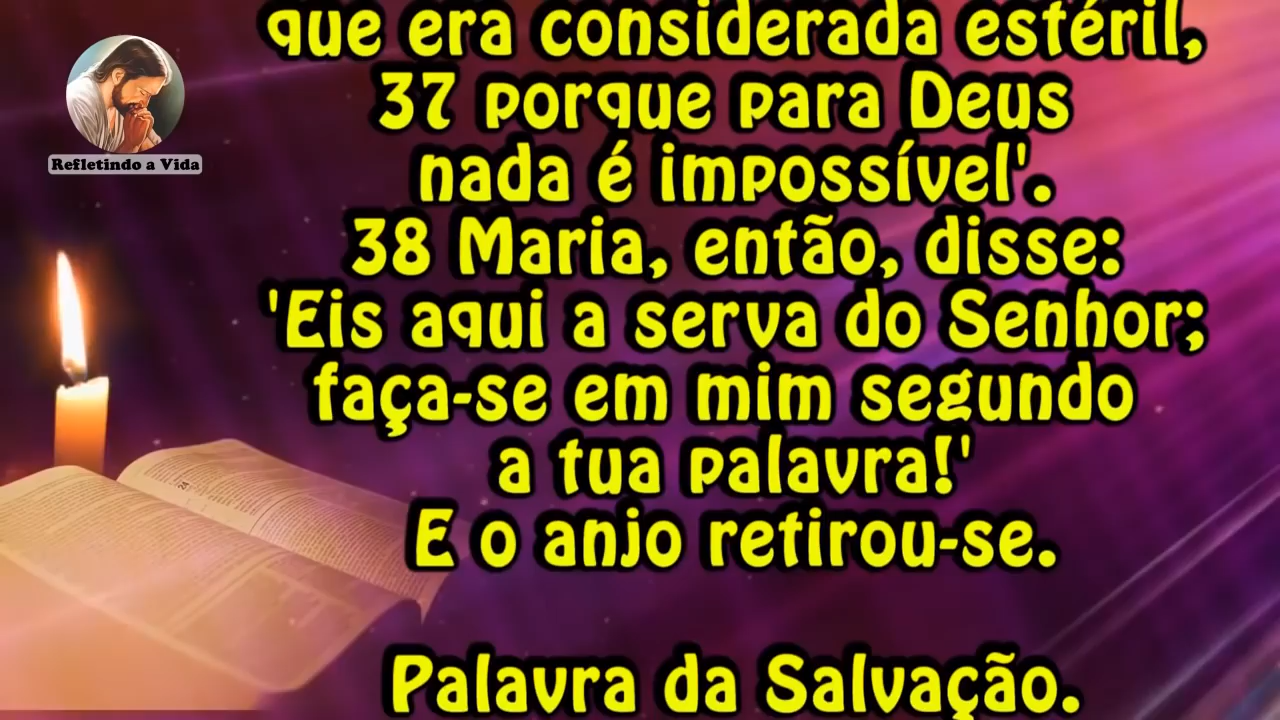 que era considerada estéril,
37 porque para Deus
nada é impossível'.
38 Maria, então, disse:
'Eis aqui a serva do Senhor;
faça-se em mim segundo
a tua palavra!'
E o anjo retirou-se.
Palavra da Salvação.
Refletindo a Vida
24